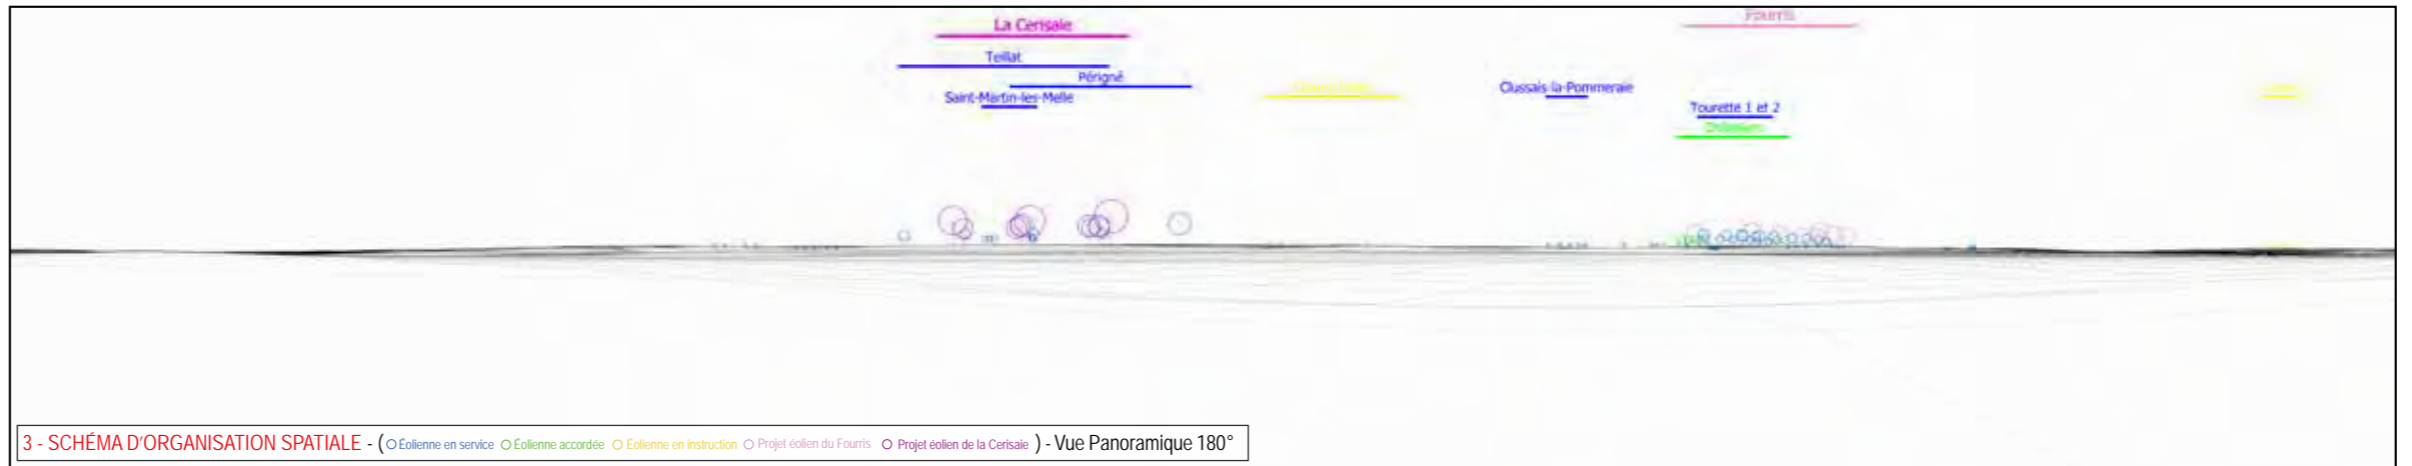 La Cerisaie
Fourris
Teillat
Périgné
Saint-Martin-les-Melle
Clussais-la-Pommeraie
Tourette 1 et 2
3 - SCHÉMA D'ORGANISATION SPATIALE - ( Éolienne en service Éolienne accordée Éolienne en instruction Projet éolien du Fourris Projet éolien de la Cerisaie ) - Vue Panoramique 180°